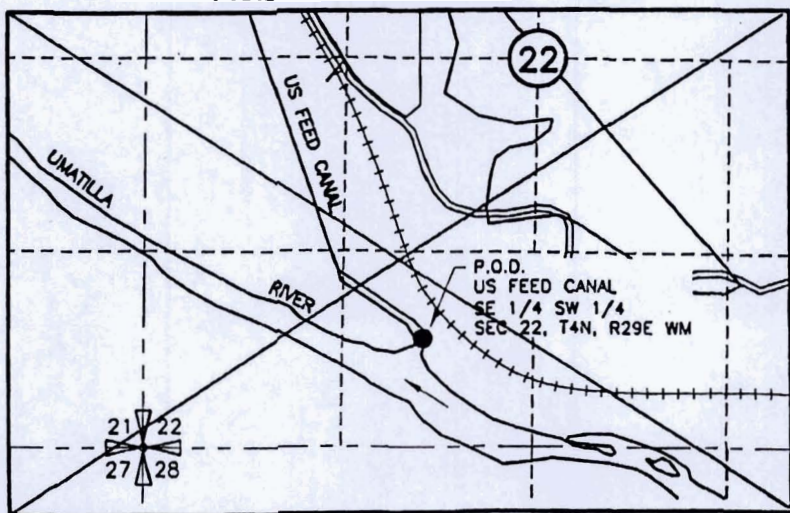 22
US FEED CANAL
UMATILLA
RIVER
P.O.D.
US FEED CANAL
SE 1/4 SW 1/4
SEC 22, T4N, R29E WM
21 22
27 28